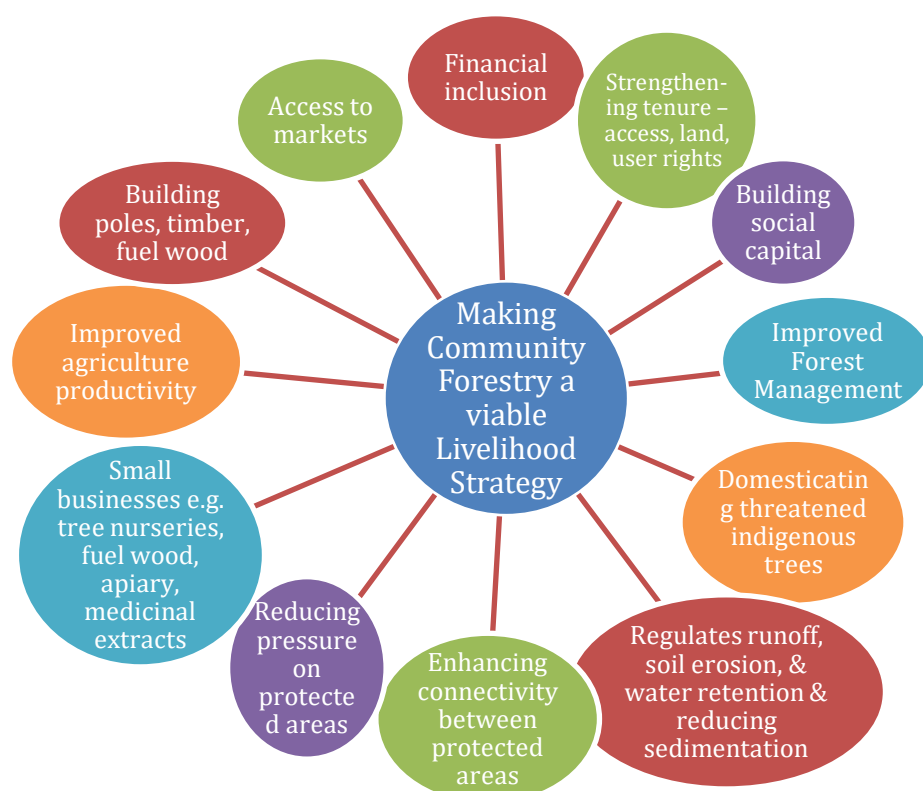 Financial
inclusion
Strengthen-
ing tenure –
access, land,
user rights
Building
social
capital
Improved
Forest
Management
Domesticatin
g threatened
indigenous
trees
Regulates runoff,
soil erosion, &
water retention &
reducing
sedimentation
Enhancing
connectivity
between
protected
areas
Reducing
pressure
on
protecte
d areas
Small
businesses e.g.
tree nurseries,
fuel wood,
apiary,
medicinal
extracts
Improved
agriculture
productivity
Building
poles, timber,
fuel wood
Access to
markets
Making
Community
Forestry a
viable
Livelihood
Strategy